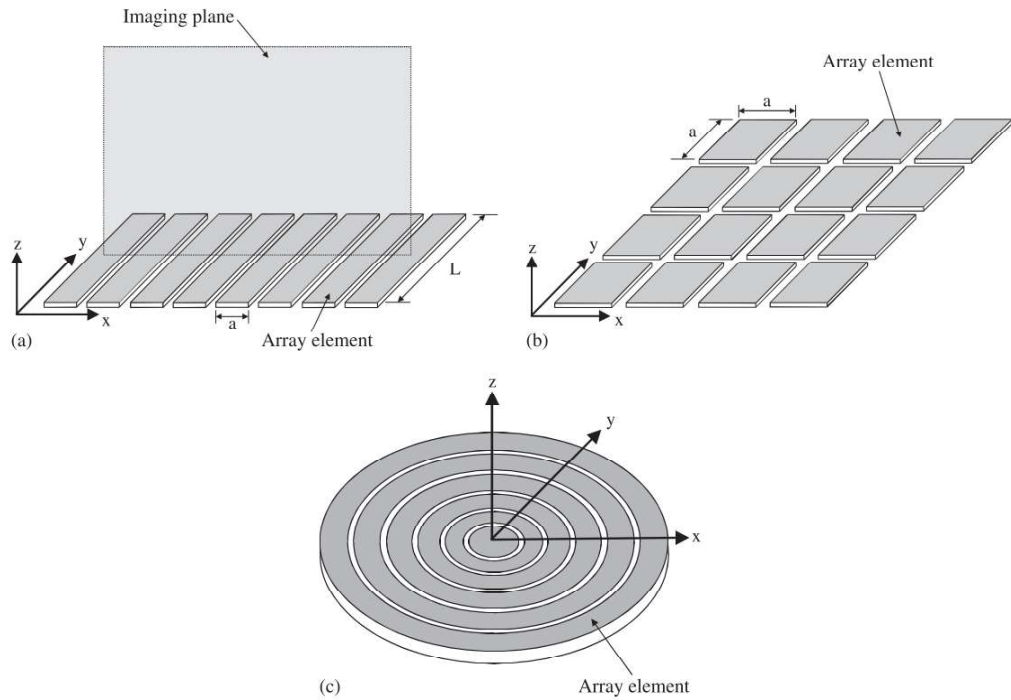 Imaging plane
z
y
x
a
L
Array element
(a)
Array element
a
a
z
y
x
(b)
z
y
x
Array element
(c)